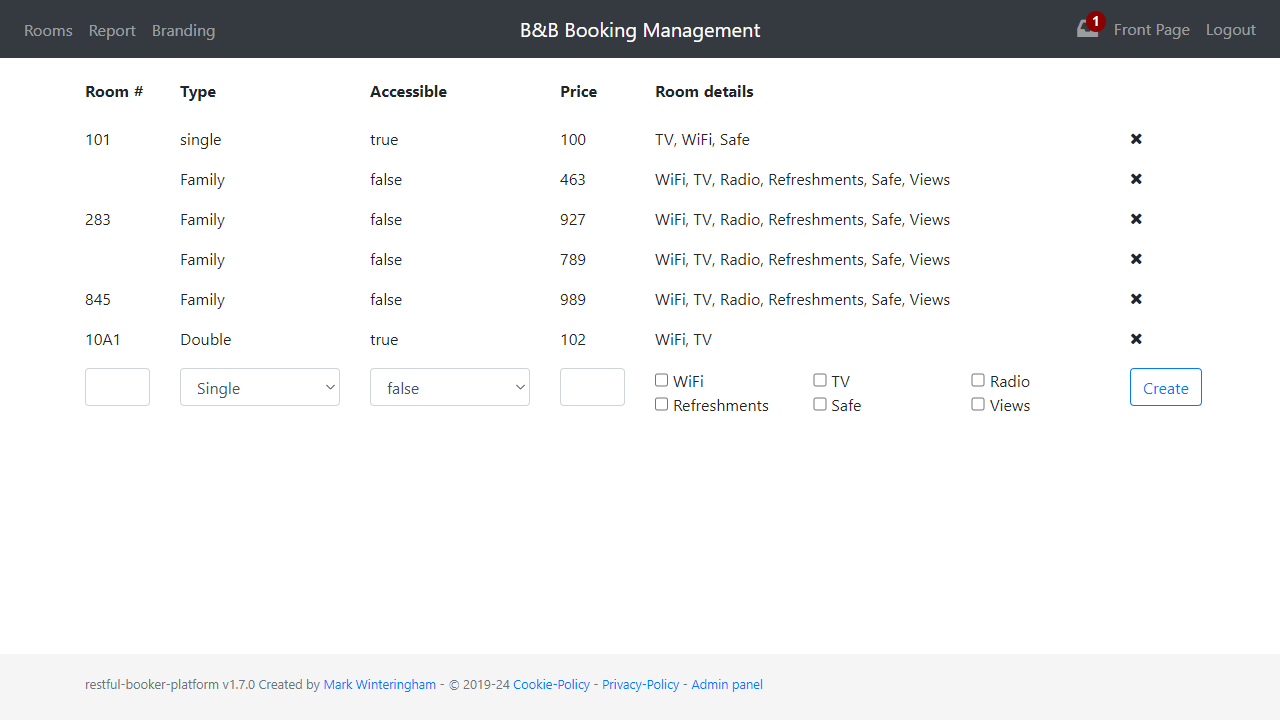 Rooms Report Branding B&B Booking Management 1 Front Page Logout
Room # Type Accessible Price Room details
101 single true 100 TV, WiFi, Safe
Family false 463 WiFi, TV, Radio, Refreshments, Safe, Views
283 Family false 927 WiFi, TV, Radio, Refreshments, Safe, Views
Family false 789 WiFi, TV, Radio, Refreshments, Safe, Views
845 Family false 989 WiFi, TV, Radio, Refreshments, Safe, Views
10A1 Double true 102 WiFi, TV
Single false WiFi TV Radio Create
Refreshments Safe Views
restful-booker-platform v1.7.0 Created by Mark Winteringham - © 2019-24 Cookie-Policy - Privacy-Policy - Admin panel